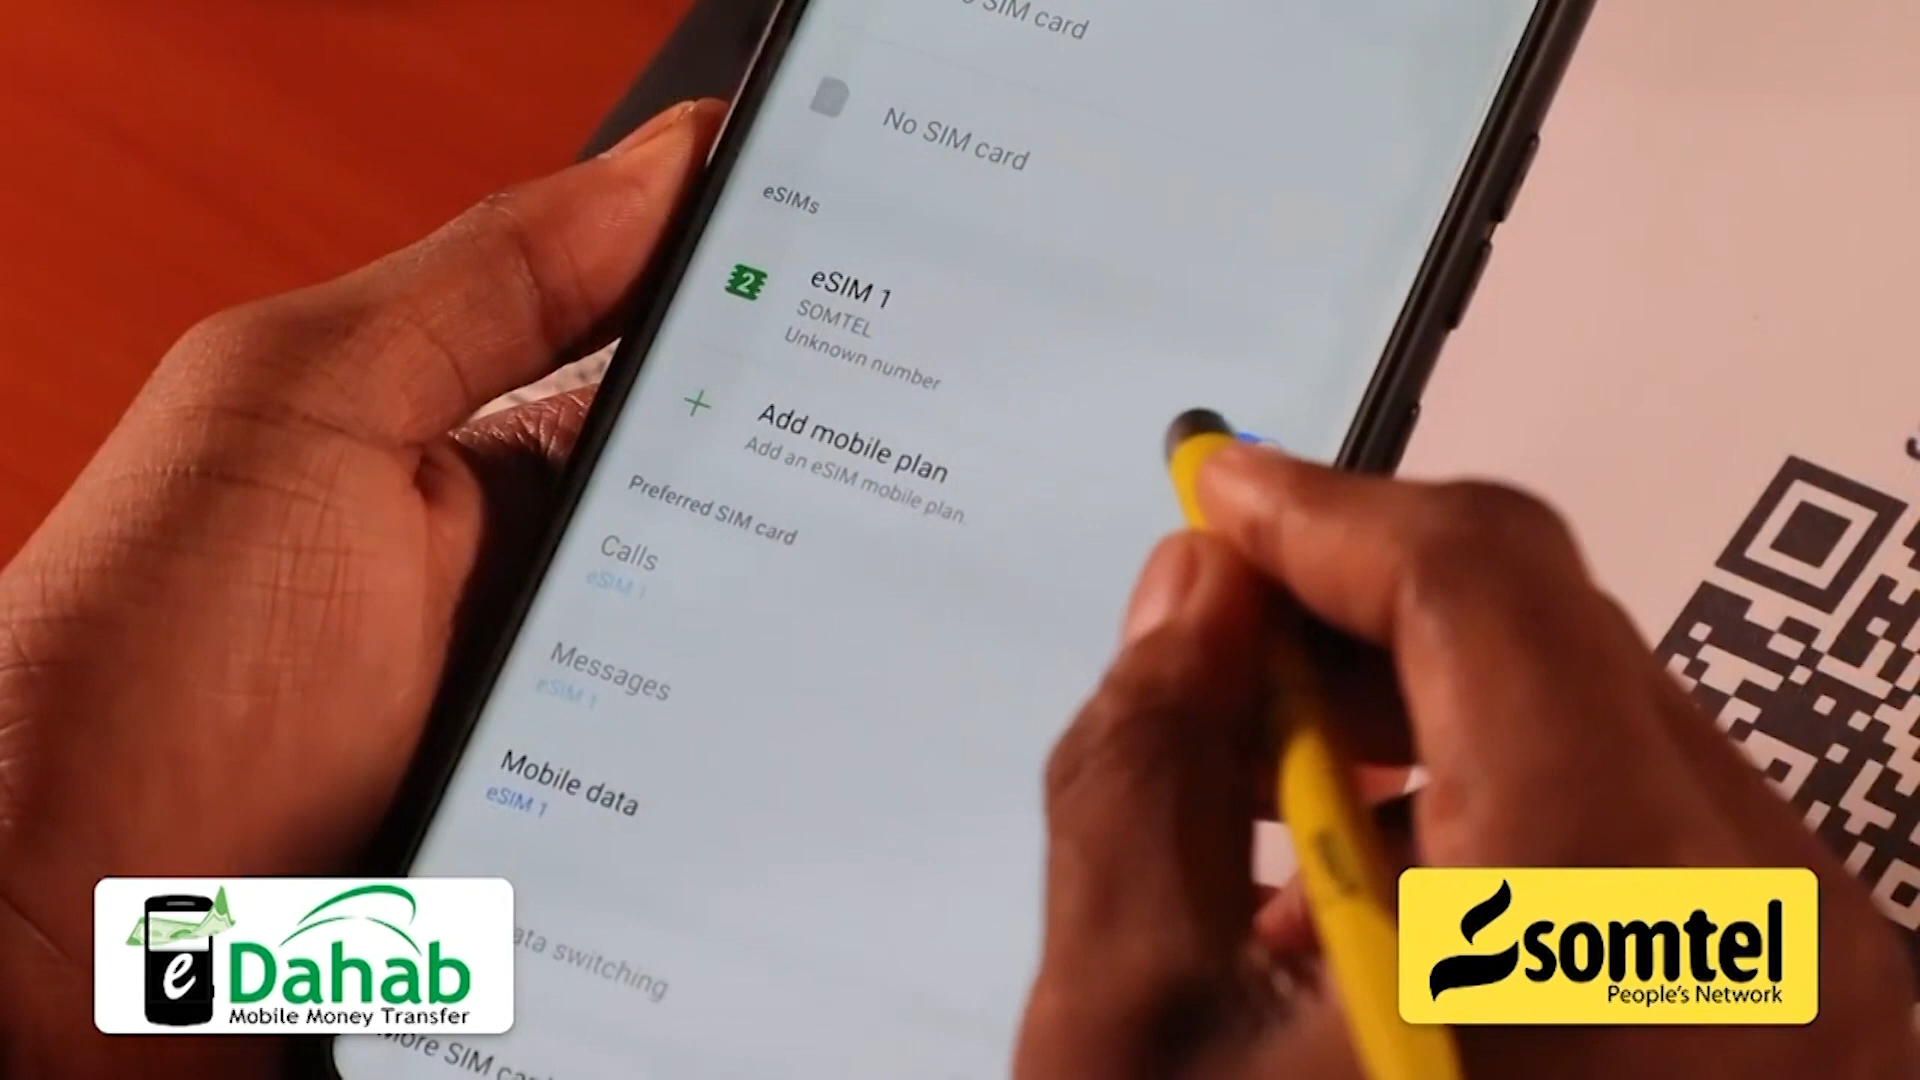 SIM card
No SIM card
eSIMs
2
eSIM 1
SOMTEL
Unknown number
Add mobile plan
Add an eSIM mobile plan.
Preferred SIM card
Calls
eSIM 1
Messages
eSIM 1
Mobile data
eSIM 1
switching
More SIM
e
Dahab
Mobile Money Transfer
somtel
People's Network